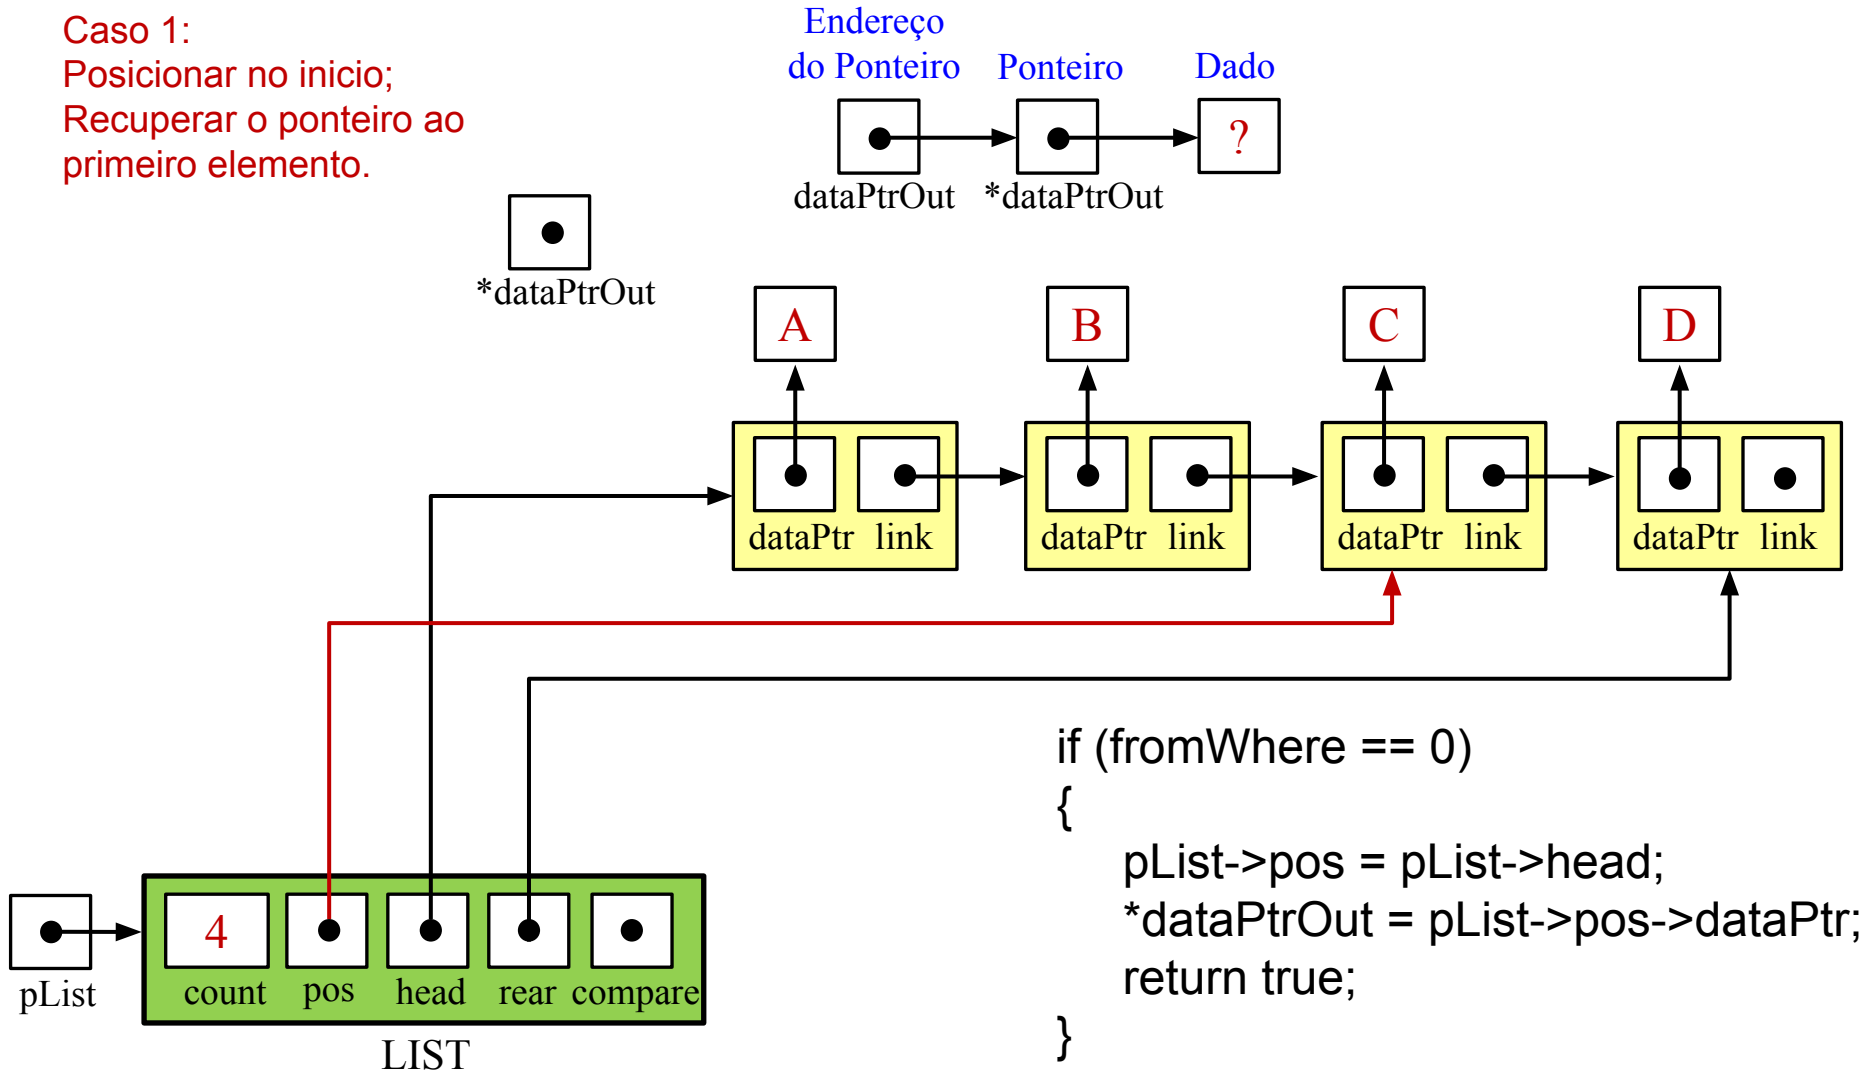 Caso 1:
Posicionar no inicio;
Recuperar o ponteiro ao
primeiro elemento.
Endereço
do Ponteiro
Ponteiro
Dado
?
dataPtrOut
*dataPtrOut
*dataPtrOut
A
B
C
D
dataPtr link
dataPtr link
dataPtr link
dataPtr link
if (fromWhere == 0)
{
pList->pos = pList->head;
*dataPtrOut = pList->pos->dataPtr;
return true;
}
4
pList
count pos head rear compare
LIST